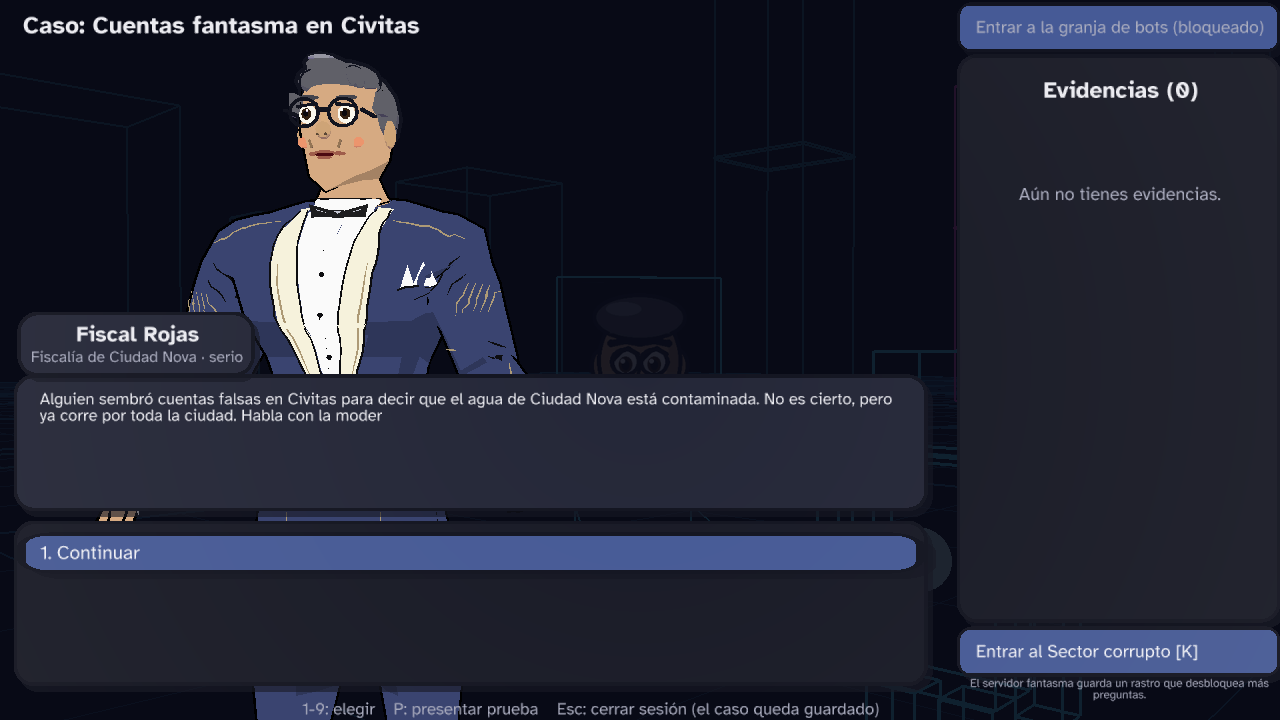 Caso: Cuentas fantasma en Civitas
Entrar a la granja de bots (bloqueado)
Evidencias (0)
Aún no tienes evidencias.
Fiscal Rojas
Fiscalía de Ciudad Nova · serio
Alguien sembró cuentas falsas en Civitas para decir que el agua de Ciudad Nova está contaminada. No es cierto, pero
ya corre por toda la ciudad. Habla con la moder
1. Continuar
Entrar al Sector corrupto [K]
El servidor fantasma guarda un rastro que desbloquea más
preguntas.
1-9: elegir P: presentar prueba Esc: cerrar sesión (el caso queda guardado)